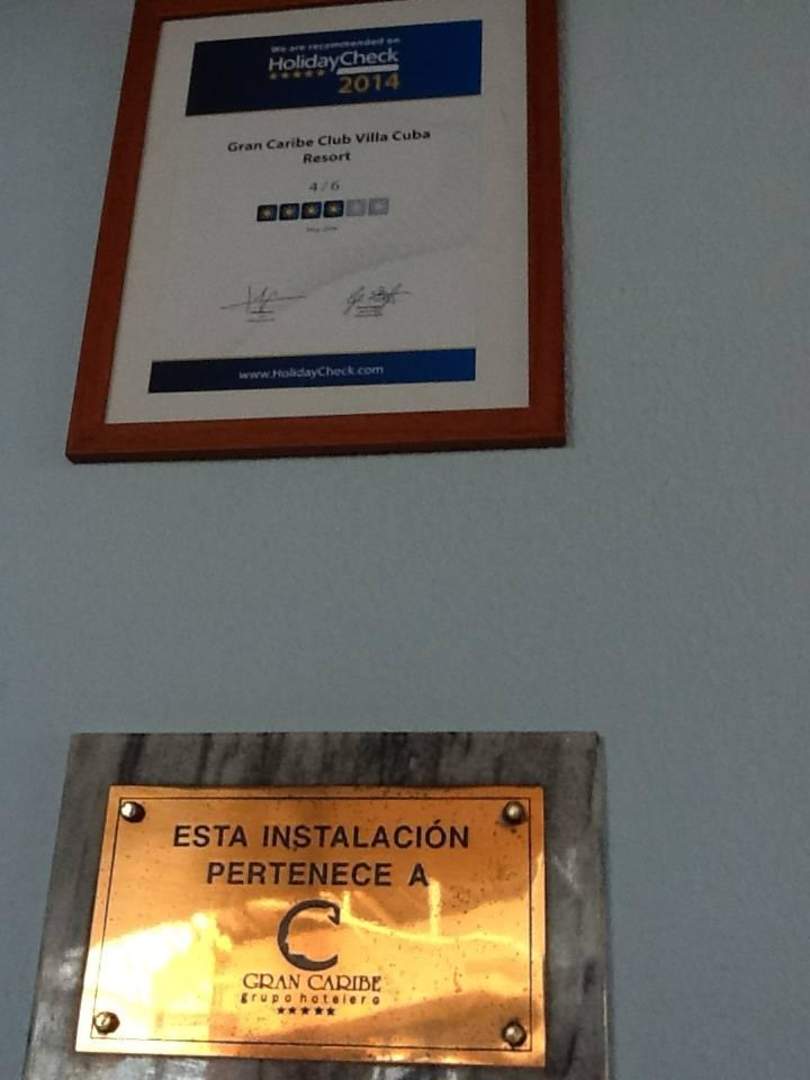 We are recommended on
HolidayCheck
2014
Gran Caribe Club Villa Cuba
Resort
4 / 6
www.HolidayCheck.com
ESTA INSTALACIÓN
PERTENECE A
GRAN CARIBE
grupo hotelero